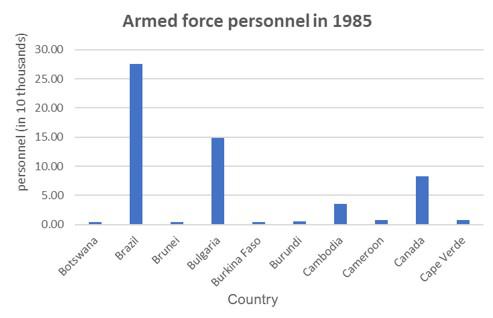 Armed force personnel in 1985
personnel (in 10 thousands)
30.00
25.00
20.00
15.00
10.00
5.00
0.00
Botswana
Brazil
Brunei
Bulgaria
Burkina Faso
Burundi
Cambodia
Cameroon
Canada
Cape Verde
Country